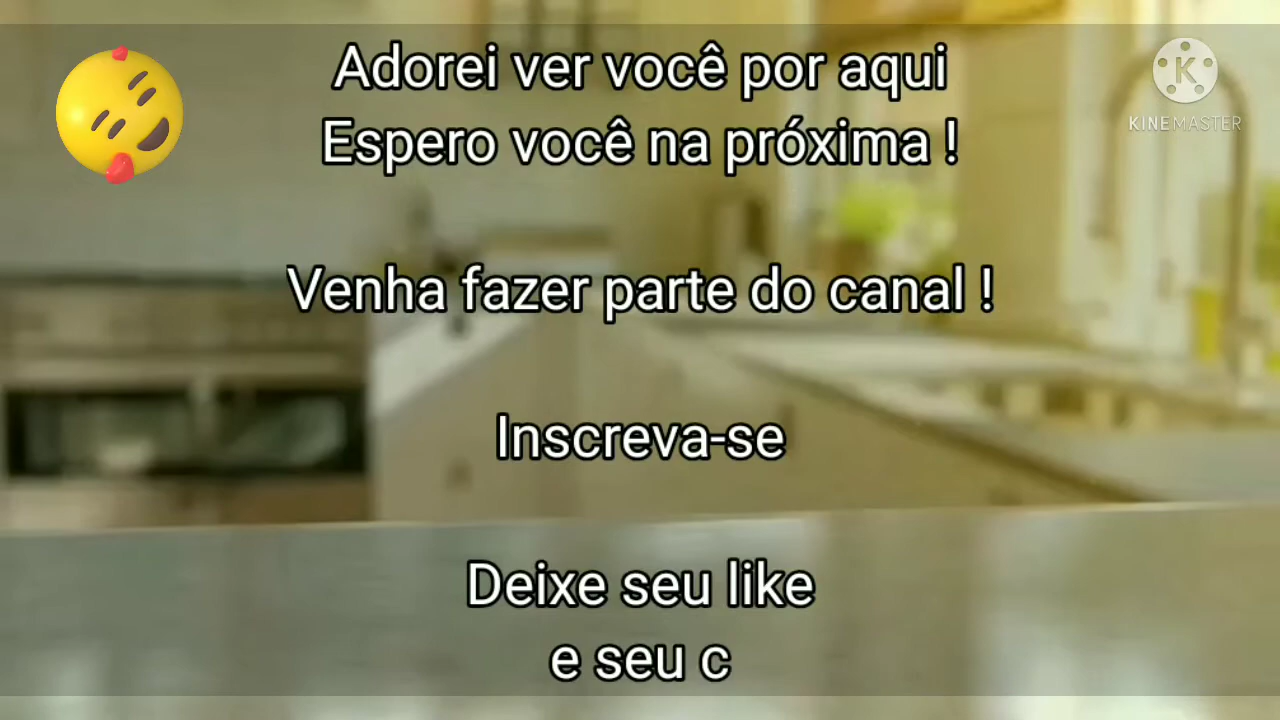 Adorei ver você por aqui
KINEMASTER
Espero você na próxima !
Venha fazer parte do canal !
Inscreva-se
Deixe seu like
e seu c